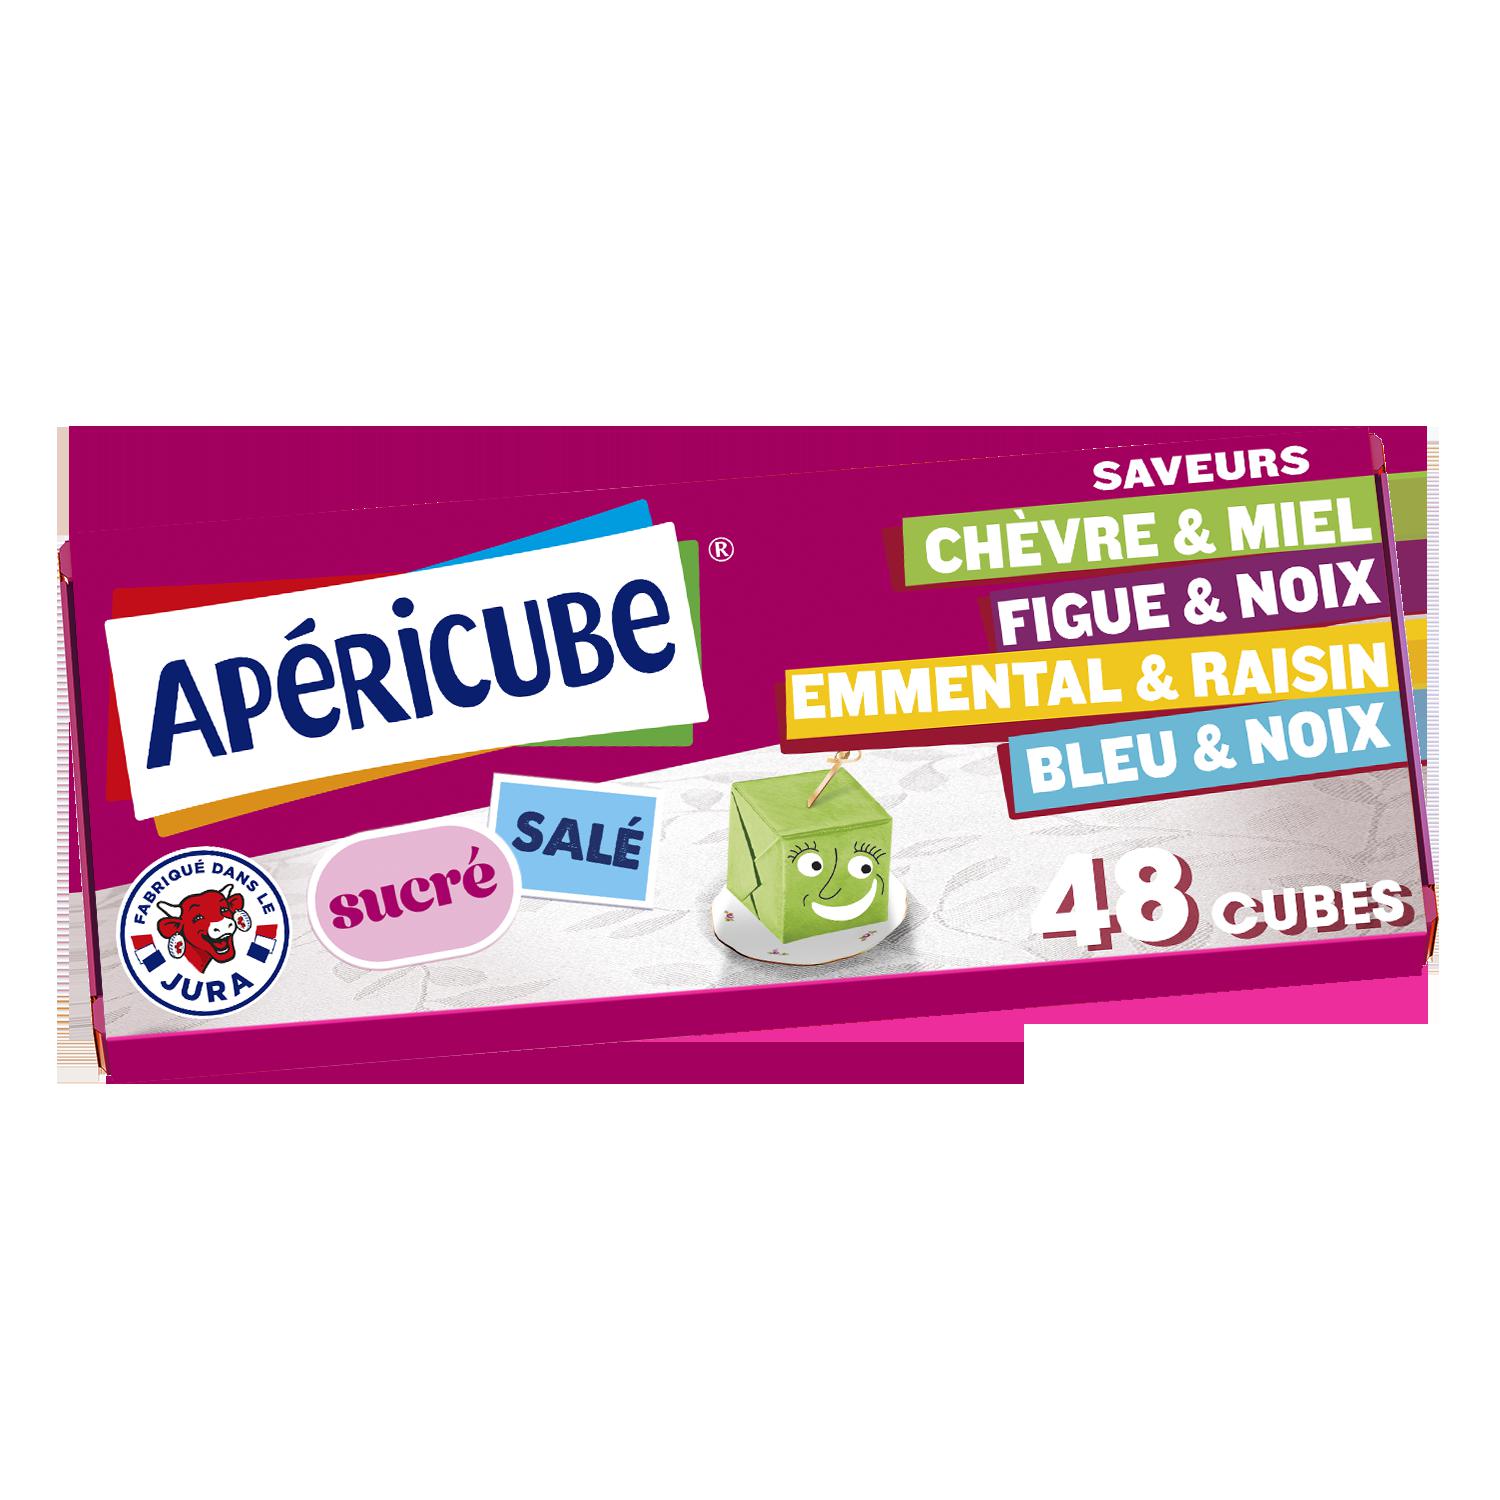 APÉRICUBE ®
SAVEURS
CHÈVRE & MIEL
FIGUE & NOIX
EMMENTAL & RAISIN
BLEU & NOIX
sucré
SALÉ
48 CUBES
FABRIQUÉ DANS LE
JURA